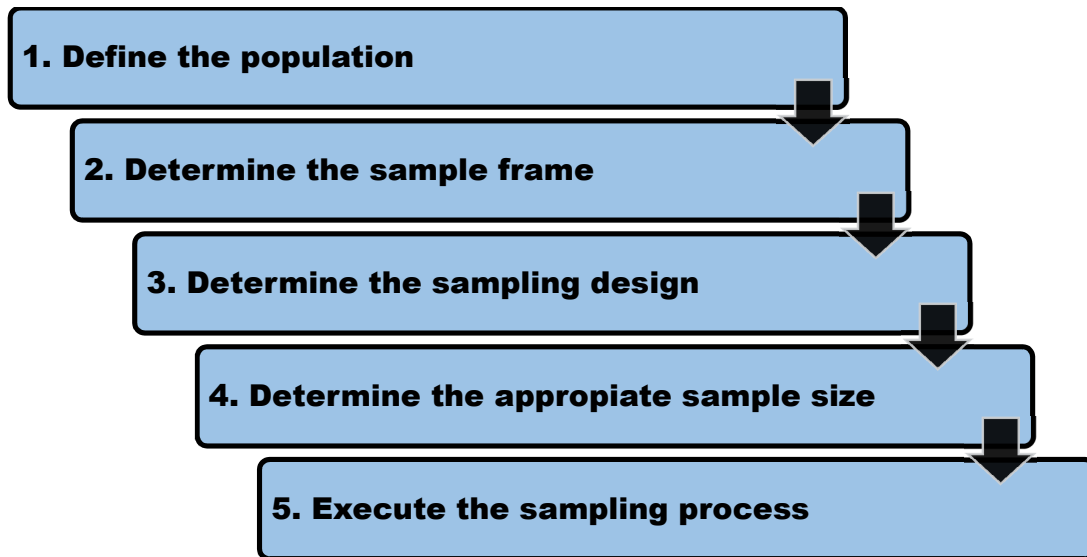 1. Define the population
2. Determine the sample frame
3. Determine the sampling design
4. Determine the appropiate sample size
5. Execute the sampling process